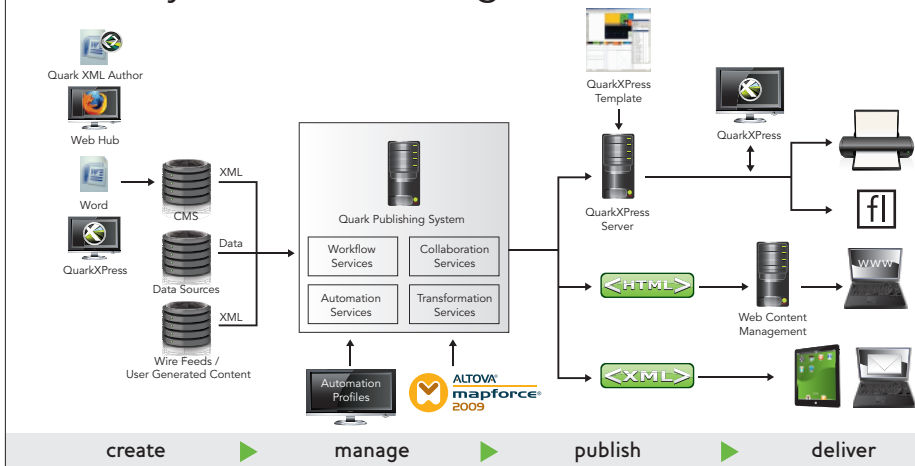 Quark XML Author
Web Hub
Word
QuarkXPress
CMS
XML
Data Sources
Data
Wire Feeds /
User Generated Content
XML
Quark Publishing System
Workflow
Services
Collaboration
Services
Automation
Services
Transformation
Services
Automation
Profiles
ALTOVA®
mapforce®
2009
QuarkXPress
Template
QuarkXPress
QuarkXPress
Server
fl
<HTML>
Web Content
Management
www
<XML>
create
manage
publish
deliver